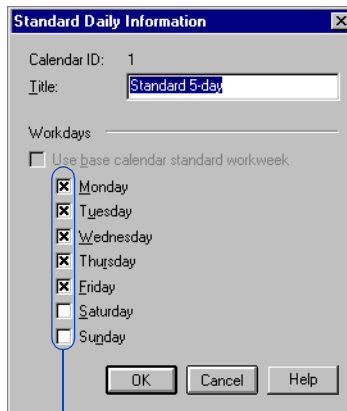 Standard Daily Information
Calendar ID: 1
Title: Standard 5-day
Workdays
Use base calendar standard workweek
Monday
Tuesday
Wednesday
Thursday
Friday
Saturday
Sunday
OK Cancel Help